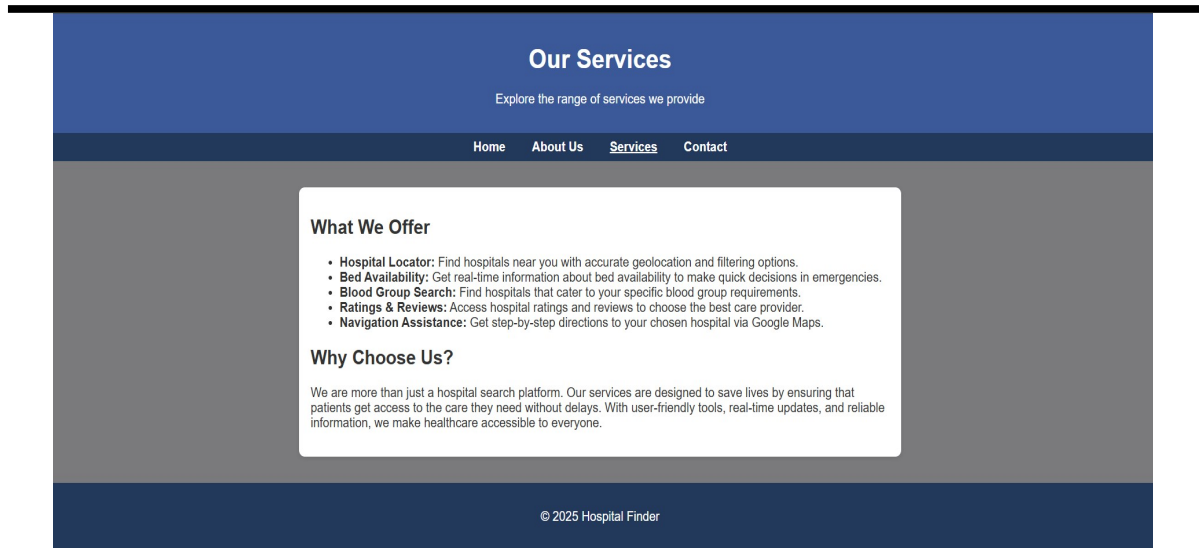 Our Services
Explore the range of services we provide
Home About Us Services Contact
What We Offer
• Hospital Locator: Find hospitals near you with accurate geolocation and filtering options.
• Bed Availability: Get real-time information about bed availability to make quick decisions in emergencies.
• Blood Group Search: Find hospitals that cater to your specific blood group requirements.
• Ratings & Reviews: Access hospital ratings and reviews to choose the best care provider.
• Navigation Assistance: Get step-by-step directions to your chosen hospital via Google Maps.
Why Choose Us?
We are more than just a hospital search platform. Our services are designed to save lives by ensuring that
patients get access to the care they need without delays. With user-friendly tools, real-time updates, and reliable
information, we make healthcare accessible to everyone.
© 2025 Hospital Finder